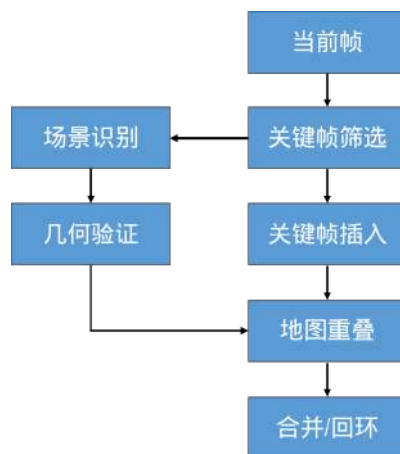 当前帧
场景识别
关键帧筛选
几何验证
关键帧插入
地图重叠
合并/回环